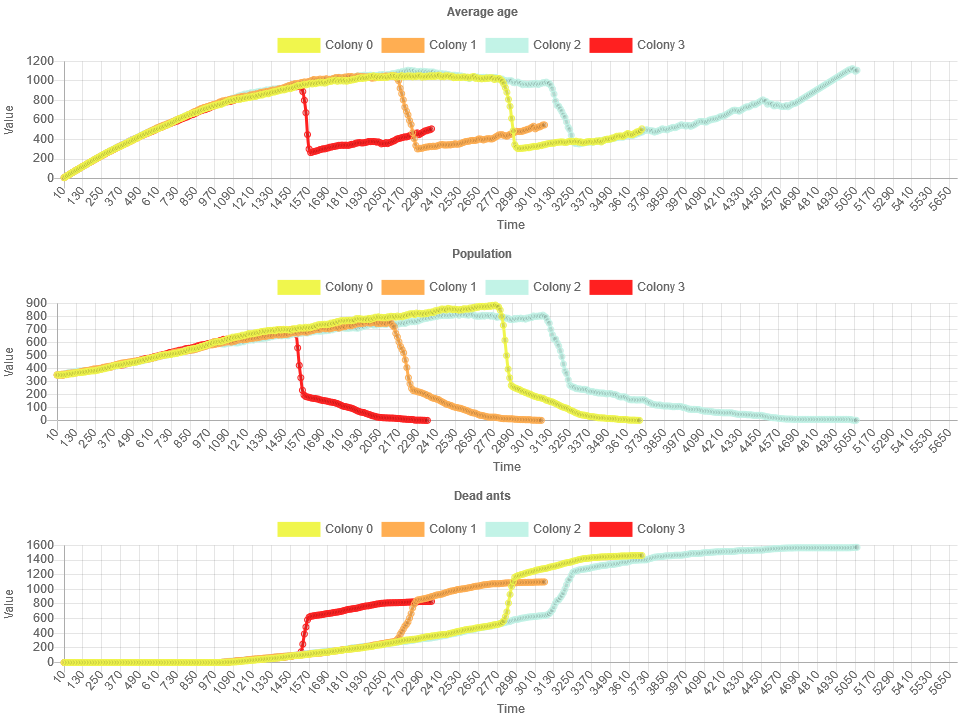 Average age
Colony 0 Colony 1 Colony 2 Colony 3
1200
1000
800
600
400
200
0
Value
10 130 250 370 490 610 730 850 970 1090 1210 1330 1450 1570 1690 1810 1930 2050 2170 2290 2410 2530 2650 2770 2890 3010 3130 3250 3370 3490 3610 3730 3850 3970 4090 4210 4330 4450 4570 4690 4810 4930 5050 5170 5290 5410 5530 5650
Time
Population
Colony 0 Colony 1 Colony 2 Colony 3
900
800
700
600
500
400
300
200
100
0
Value
10 130 250 370 490 610 730 850 970 1090 1210 1330 1450 1570 1690 1810 1930 2050 2170 2290 2410 2530 2650 2770 2890 3010 3130 3250 3370 3490 3610 3730 3850 3970 4090 4210 4330 4450 4570 4690 4810 4930 5050 5170 5290 5410 5530 5650
Time
Dead ants
Colony 0 Colony 1 Colony 2 Colony 3
1600
1400
1200
1000
800
600
400
200
0
Value
10 130 250 370 490 610 730 850 970 1090 1210 1330 1450 1570 1690 1810 1930 2050 2170 2290 2410 2530 2650 2770 2890 3010 3130 3250 3370 3490 3610 3730 3850 3970 4090 4210 4330 4450 4570 4690 4810 4930 5050 5170 5290 5410 5530 5650
Time